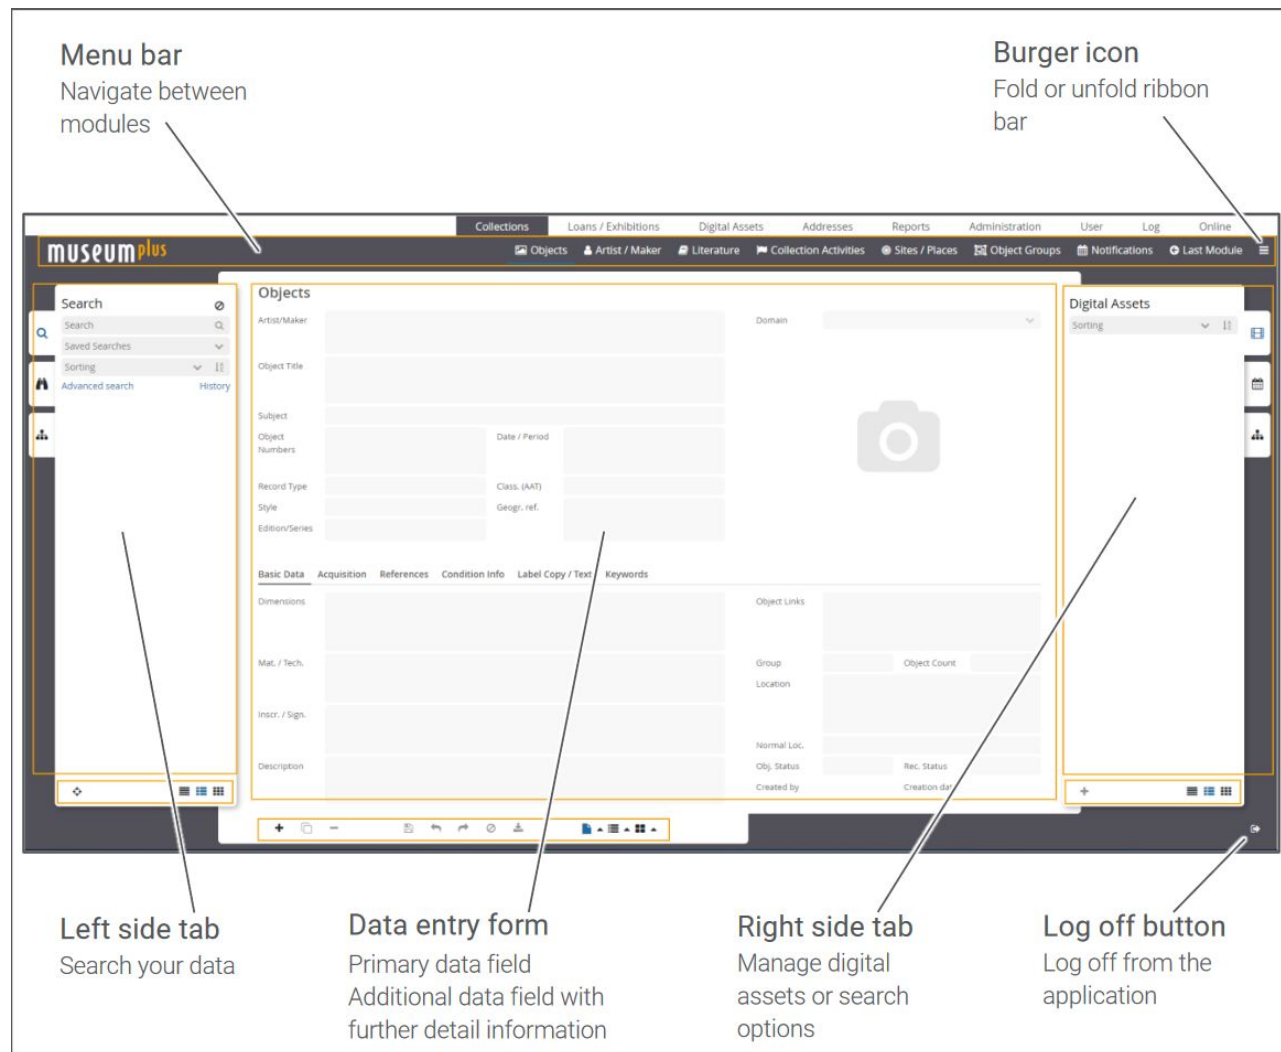 Menu bar
Navigate between
modules
Burger icon
Fold or unfold ribbon
bar
Collections Loans / Exhibitions Digital Assets Addresses Reports Administration User Log Online
museumplus Objects Artist / Maker Literature Collection Activities Sites / Places Object Groups Notifications Last Module
Search
Search
Saved Searches
Sorting
Advanced search History
Objects
Artist/Maker Domain
Object Title
Subject
Object
Numbers Date / Period
Record Type Class. (AAT)
Style Geogr. ref.
Edition/Series
Basic Data Acquisition References Condition Info Label Copy / Text Keywords
Dimensions Object Links
Mat. / Tech. Group Object Count
Location
Inscr. / Sign.
Normal Loc.
Description Obj. Status Rec. Status
Created by Creation dat
Digital Assets
Sorting
Left side tab
Search your data
Data entry form
Primary data field
Additional data field with
further detail information
Right side tab
Manage digital
assets or search
options
Log off button
Log off from the
application